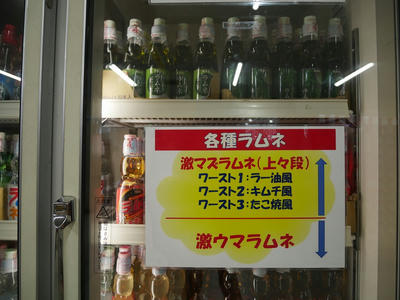 各種ラムネ
激マズラムネ(上々段)
ワースト1:ラー油風
ワースト2:キムチ風
ワースト3:たこ焼風
激ウマラムネ